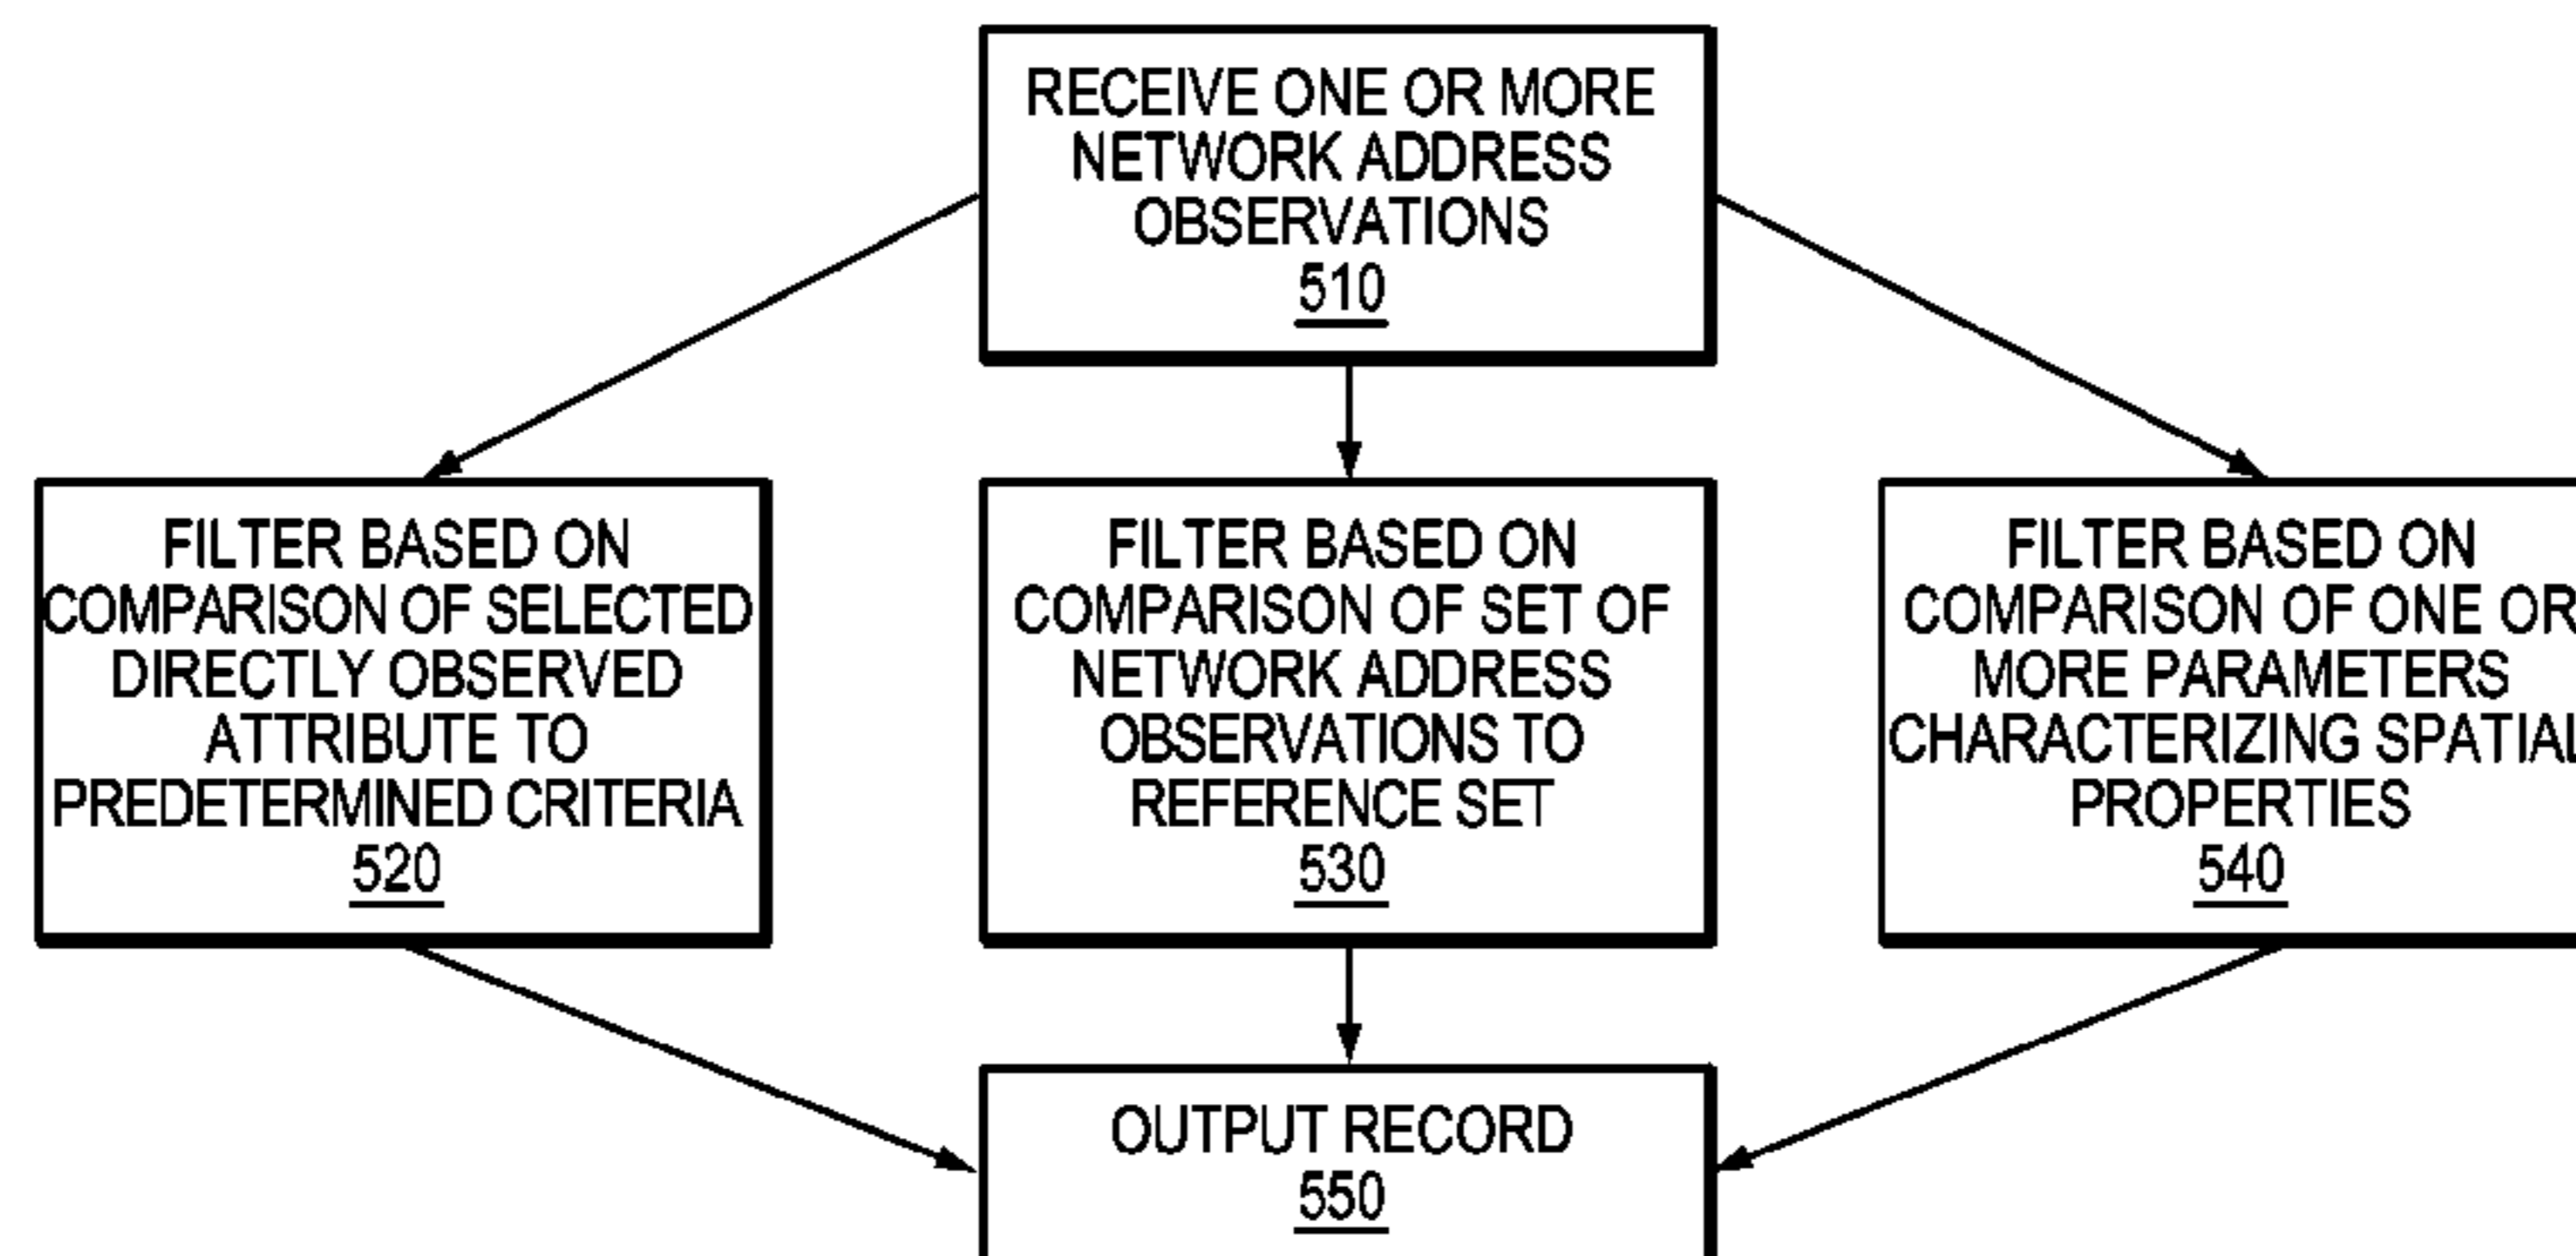 RECEIVE ONE OR MORE
NETWORK ADDRESS
OBSERVATIONS
510
FILTER BASED ON
COMPARISON OF SELECTED
DIRECTLY OBSERVED
ATTRIBUTE TO
PREDETERMINED CRITERIA
520
FILTER BASED ON
COMPARISON OF SET OF
NETWORK ADDRESS
OBSERVATIONS TO
REFERENCE SET
530
FILTER BASED ON
COMPARISON OF ONE OR
MORE PARAMETERS
CHARACTERIZING SPATIAL
PROPERTIES
540
OUTPUT RECORD
550